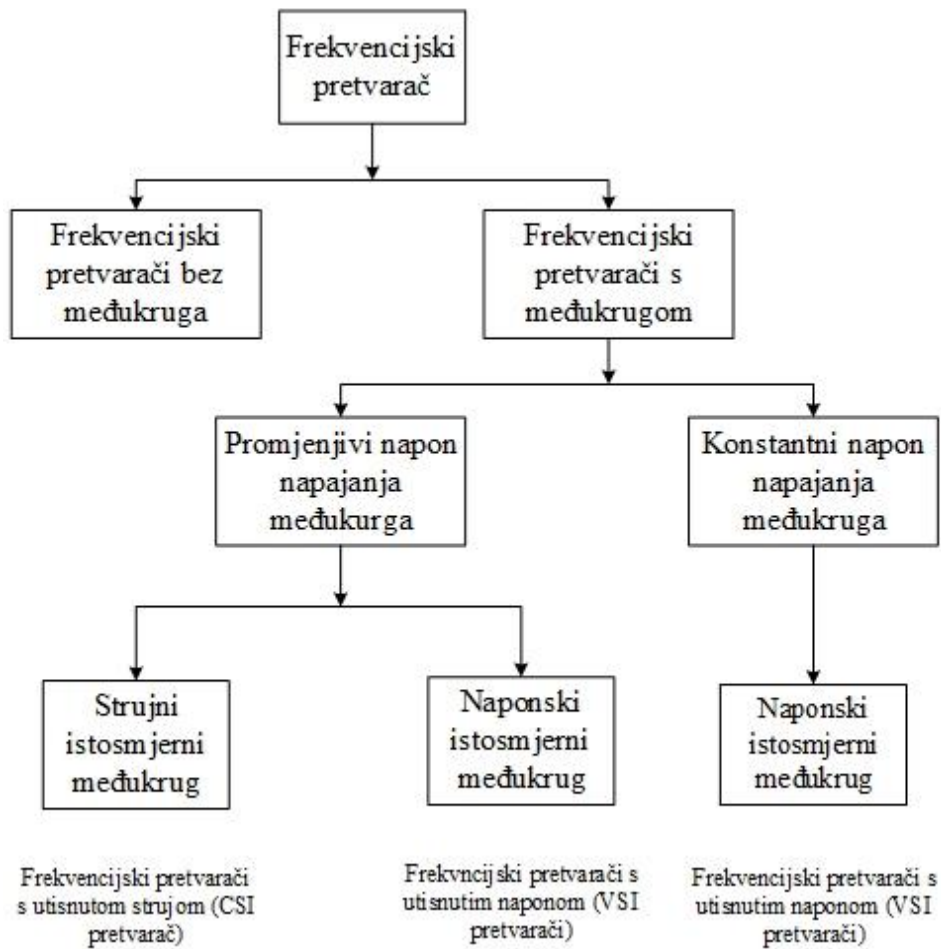 Frekvencijski
pretvarač
Frekvencijski
pretvarači bez
međukruga
Frekvencijski
pretvarači s
međukrugom
Promjenjivi napon
napajanja
međukurga
Konstantni napon
napajanja
međukruga
Strujni
istosmjerni
međukrug
Naponski
istosmjerni
međukrug
Naponski
istosmjerni
međukrug
Frekvencijski pretvarači
s utisnutom strujom (CSI
pretvarač)
Frekvncijski pretvarači s
utisnutim naponom (VSI
pretvarači)
Frekvencijski pretvarači s
utisnutim naponom (VSI
pretvarači)